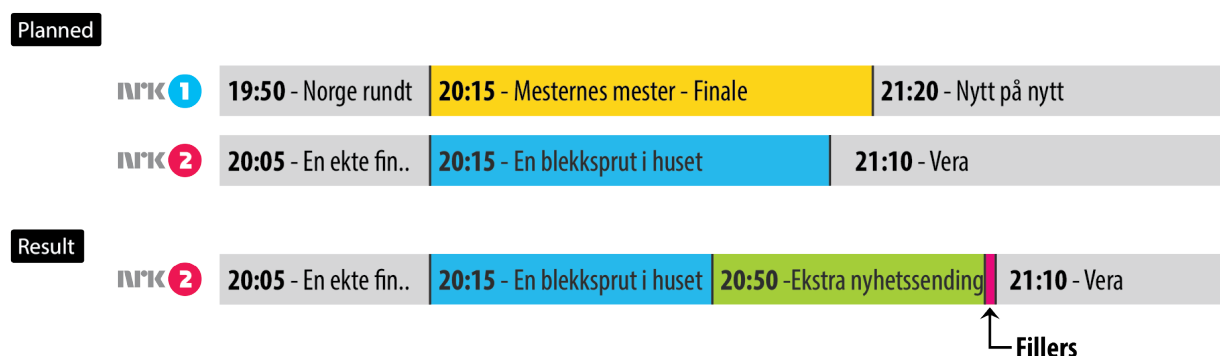 Planned
nrk 1 19:50 - Norge rundt 20:15 - Mesternes mester - Finale 21:20 - Nytt på nytt
nrk 2 20:05 - En ekte fin.. 20:15 - En blekksprut i huset 21:10 - Vera
Result
nrk 2 20:05 - En ekte fin.. 20:15 - En blekksprut i huset 20:50 -Ekstra nyhetssending 21:10 - Vera
Fillers